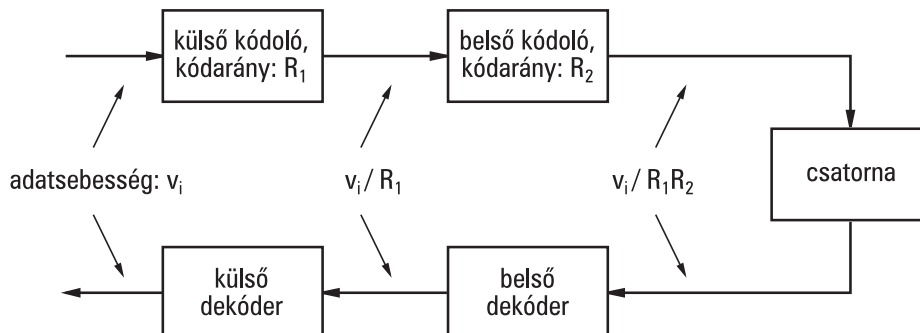 külső kódoló,
kódarány: R₁
belső kódoló,
kódarány: R₂
adatsebesség: vᵢ
vᵢ / R₁
vᵢ / R₁R₂
csatorna
külső
dekóder
belső
dekóder